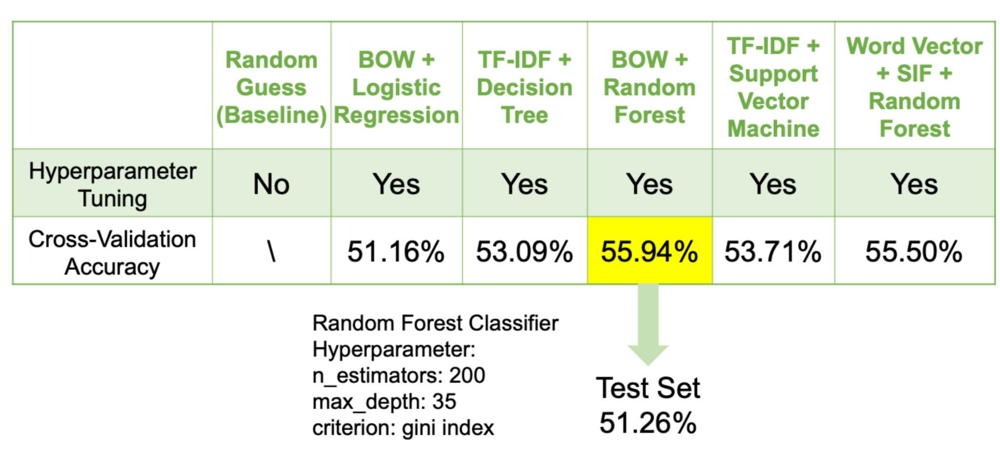 Random
Guess
(Baseline)
BOW +
Logistic
Regression
TF-IDF +
Decision
Tree
BOW +
Random
Forest
TF-IDF +
Support
Vector
Machine
Word Vector
+ SIF +
Random
Forest
Hyperparameter
Tuning
No
Yes
Yes
Yes
Yes
Yes
Cross-Validation
Accuracy
\
51.16%
53.09%
55.94%
53.71%
55.50%
Random Forest Classifier
Hyperparameter:
n_estimators: 200
max_depth: 35
criterion: gini index
Test Set
51.26%